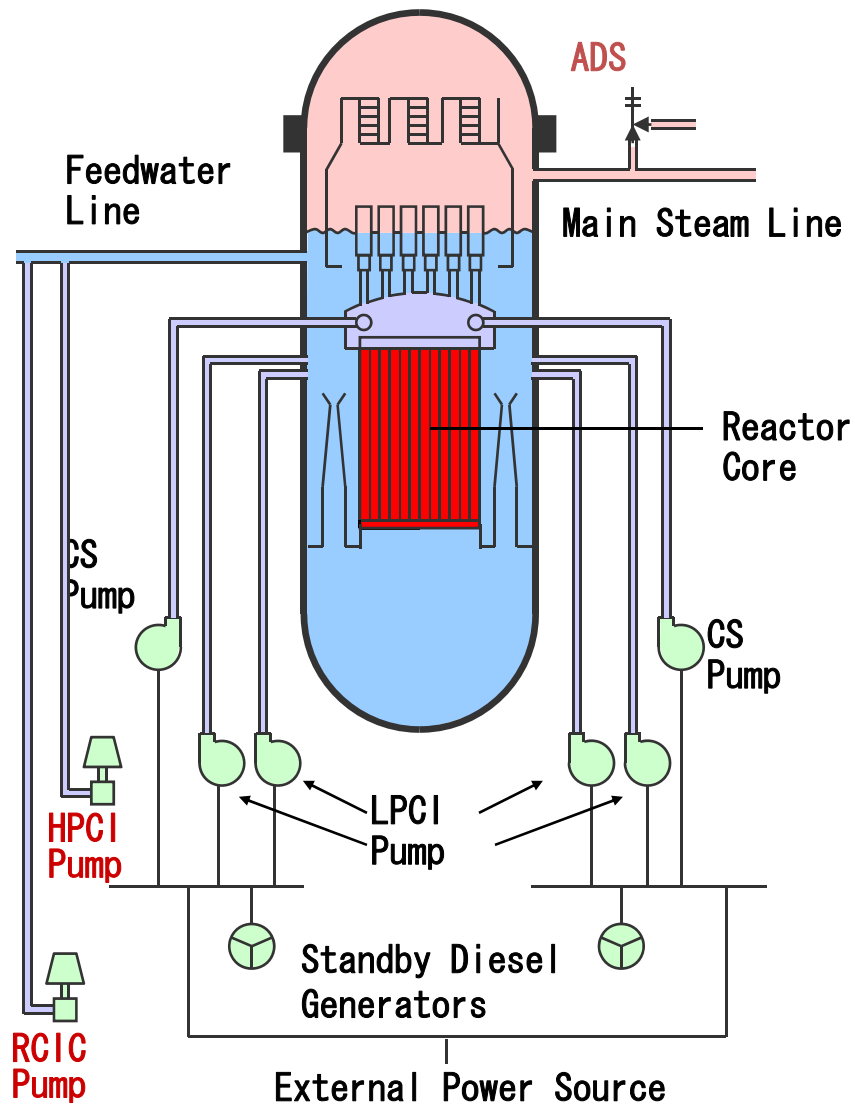 ADS
Feedwater
Line
Main Steam Line
Reactor
Core
CS
Pump
CS
Pump
LPCI
Pump
HPCI
Pump
Standby Diesel
Generators
RCIC
Pump
External Power Source